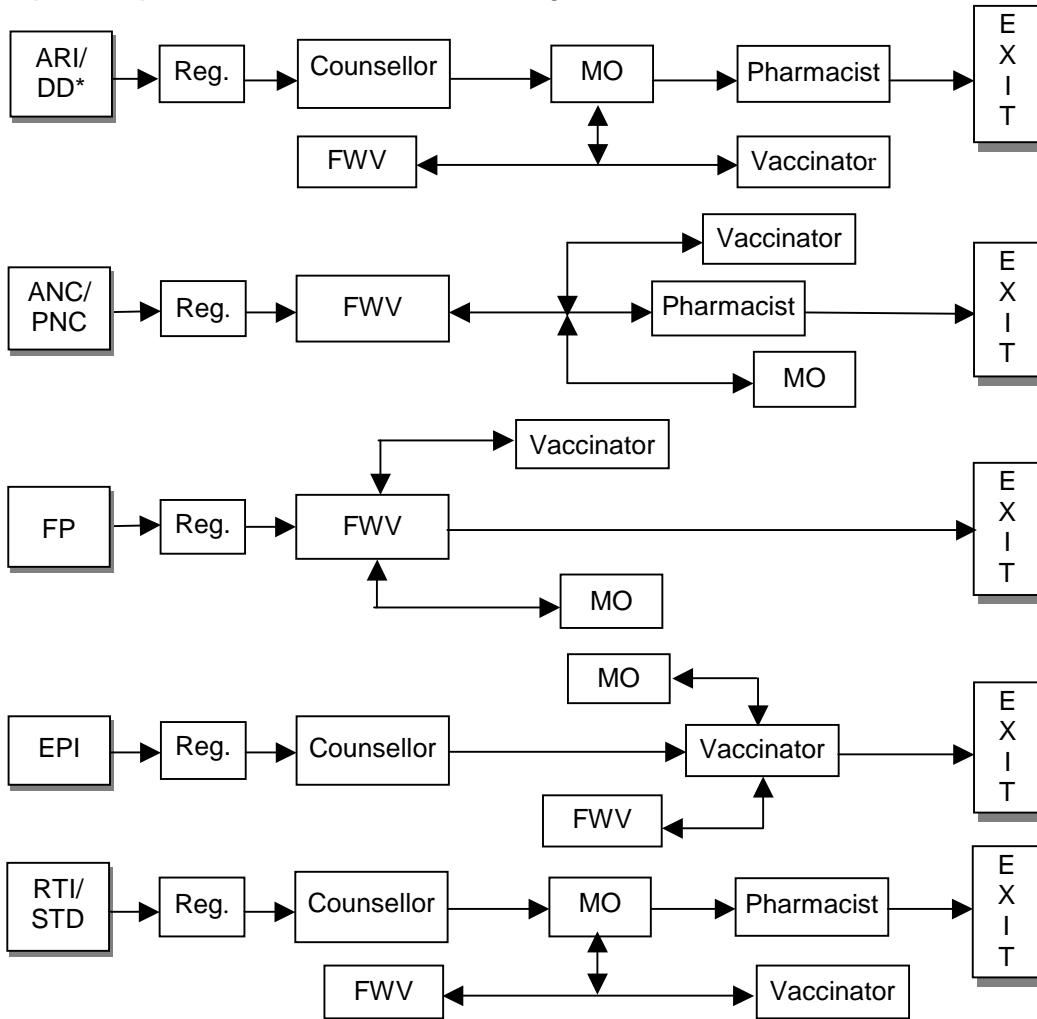 ARI/
DD*
Reg.
Counsellor
MO
Pharmacist
E
X
I
T
FWV
Vaccinator
Vaccinator
ANC/
PNC
Reg.
FWV
Pharmacist
E
X
I
T
MO
Vaccinator
FP
Reg.
FWV
E
X
I
T
MO
MO
EPI
Reg.
Counsellor
Vaccinator
E
X
I
T
FWV
RTI/
STD
Reg.
Counsellor
MO
Pharmacist
E
X
I
T
FWV
Vaccinator